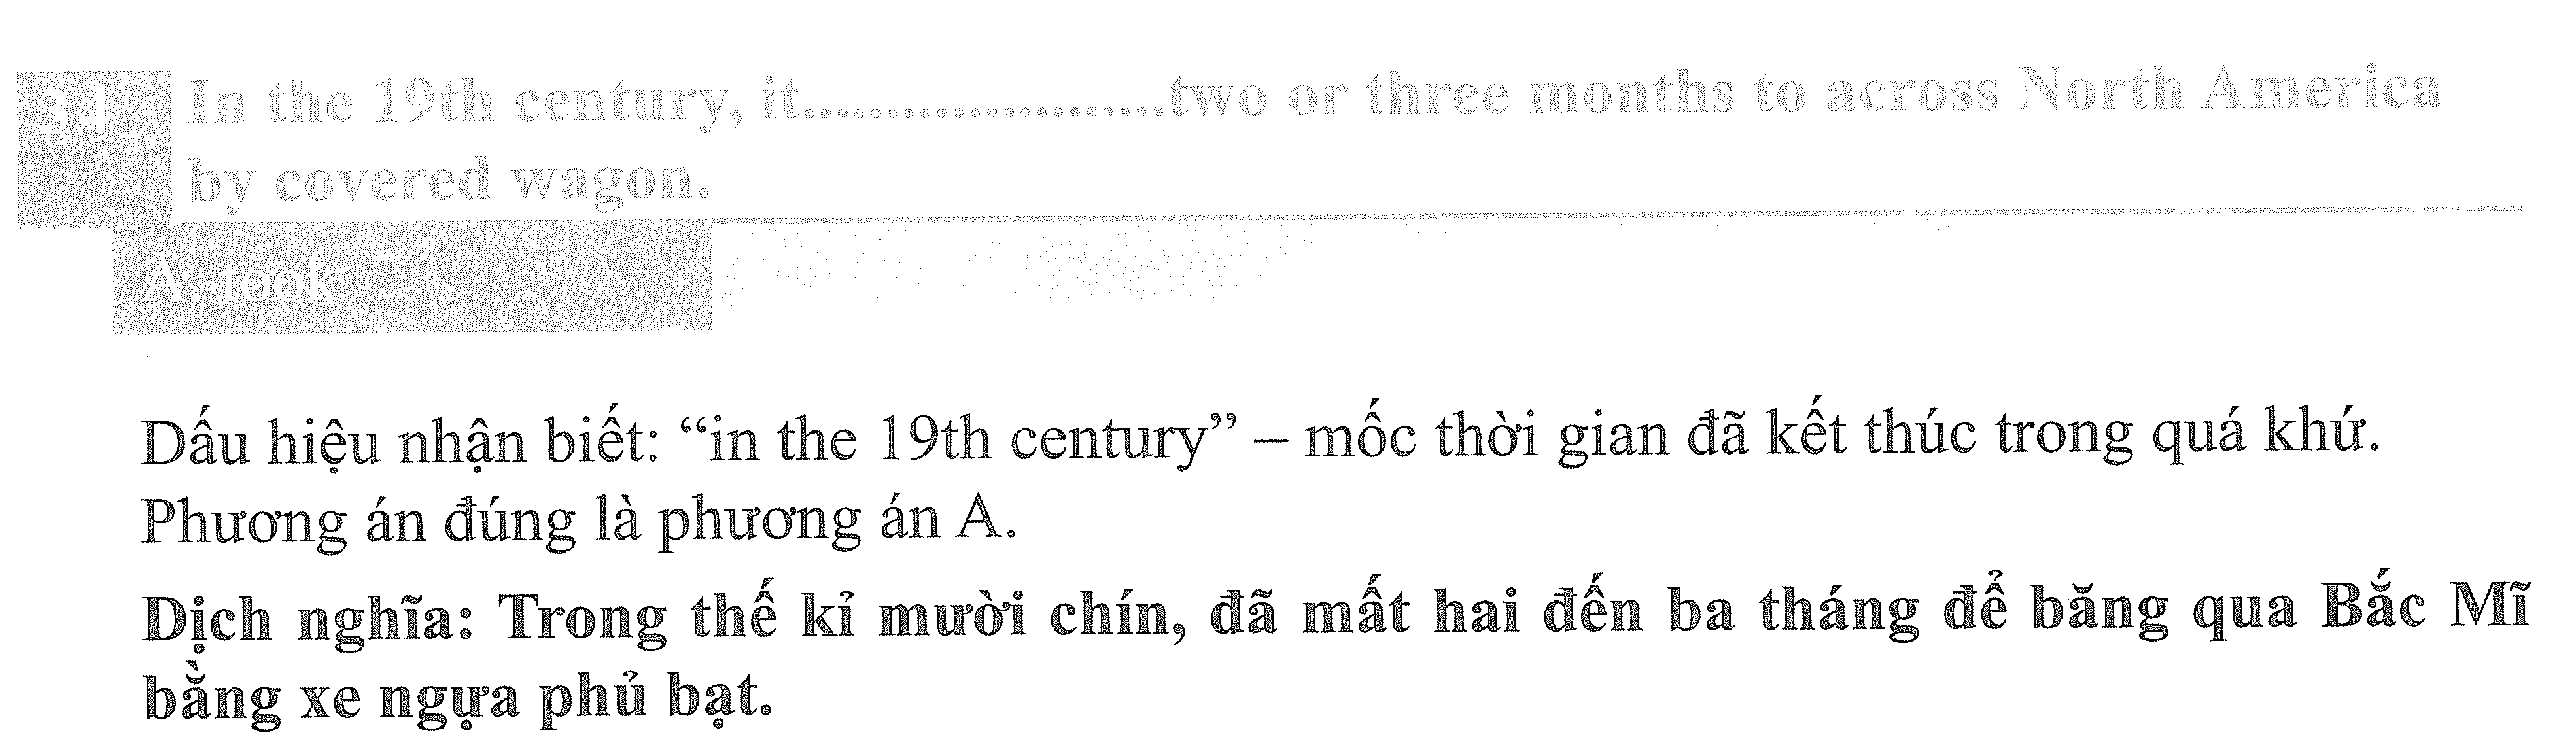 34 In the 19th century, it.....................two or three months to across North America
by covered wagon.
A. took
Dấu hiệu nhận biết: “in the 19th century” – mốc thời gian đã kết thúc trong quá khứ.
Phương án đúng là phương án A.
Dịch nghĩa: Trong thế kỉ mười chín, đã mất hai đến ba tháng để băng qua Bắc Mĩ
bằng xe ngựa phủ bạt.